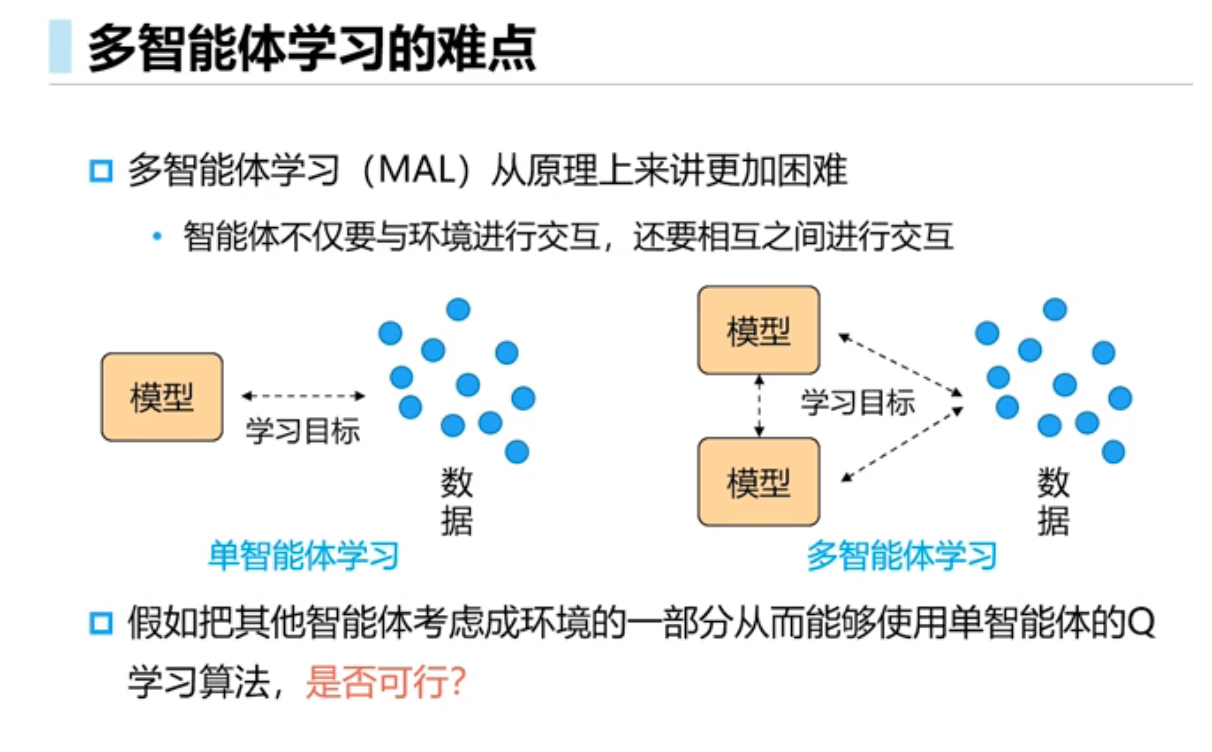 多智能体学习的难点
多智能体学习（MAL）从原理上来讲更加困难
• 智能体不仅要与环境进行交互，还要相互之间进行交互
模型
学习目标
数
据
单智能体学习
模型
学习目标
模型
数
据
多智能体学习
假如把其他智能体考虑成环境的一部分从而能够使用单智能体的Q
学习算法，是否可行？